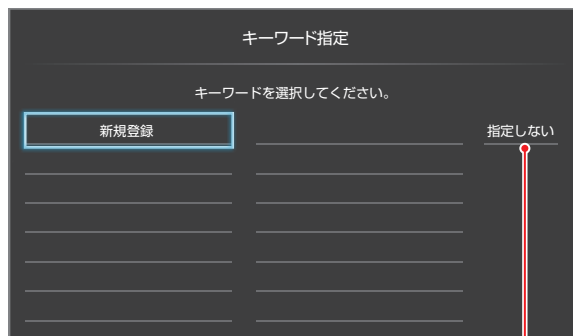 キーワード指定
キーワードを選択してください。
新規登録
指定しない